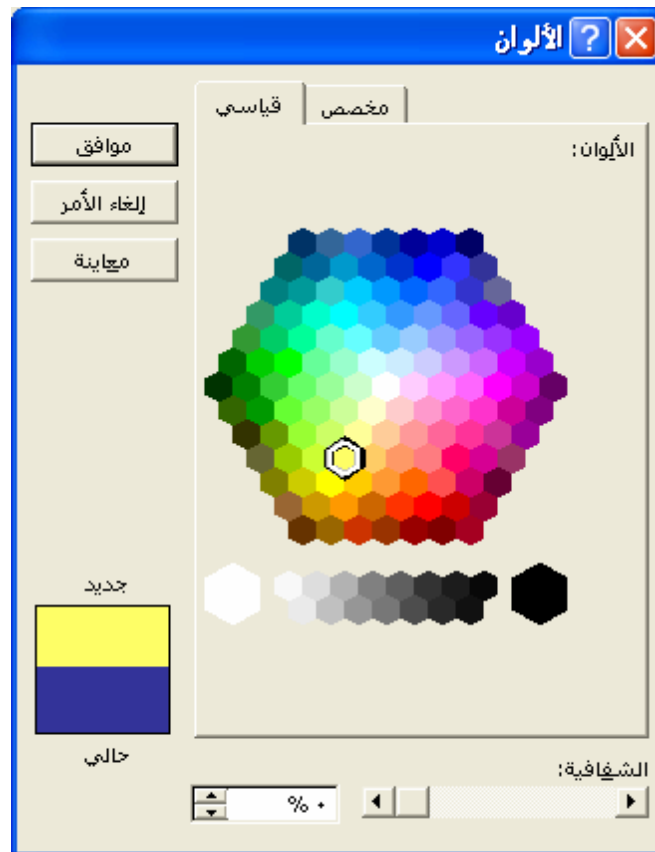 الألوان
قياسي
مخصص
الألوان:
موافق
إلغاء الأمر
معاينة
جديد
حالي
الشفافية:
٠ %